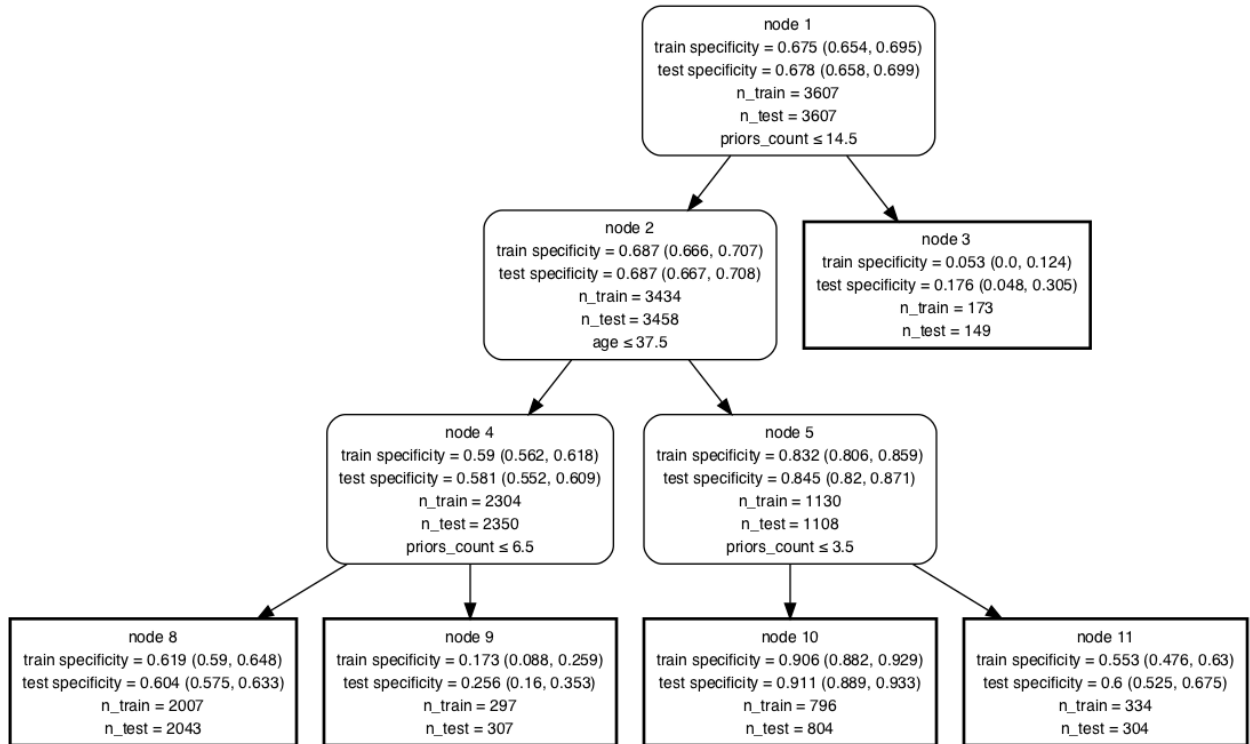 node 1
train specificity = 0.675 (0.654, 0.695)
test specificity = 0.678 (0.658, 0.699)
n_train = 3607
n_test = 3607
priors_count ≤ 14.5
node 2
train specificity = 0.687 (0.666, 0.707)
test specificity = 0.687 (0.667, 0.708)
n_train = 3434
n_test = 3458
age ≤ 37.5
node 3
train specificity = 0.053 (0.0, 0.124)
test specificity = 0.176 (0.048, 0.305)
n_train = 173
n_test = 149
node 4
train specificity = 0.59 (0.562, 0.618)
test specificity = 0.581 (0.552, 0.609)
n_train = 2304
n_test = 2350
priors_count ≤ 6.5
node 5
train specificity = 0.832 (0.806, 0.859)
test specificity = 0.845 (0.82, 0.871)
n_train = 1130
n_test = 1108
priors_count ≤ 3.5
node 8
train specificity = 0.619 (0.59, 0.648)
test specificity = 0.604 (0.575, 0.633)
n_train = 2007
n_test = 2043
node 9
train specificity = 0.173 (0.088, 0.259)
test specificity = 0.256 (0.16, 0.353)
n_train = 297
n_test = 307
node 10
train specificity = 0.906 (0.882, 0.929)
test specificity = 0.911 (0.889, 0.933)
n_train = 796
n_test = 804
node 11
train specificity = 0.553 (0.476, 0.63)
test specificity = 0.6 (0.525, 0.675)
n_train = 334
n_test = 304